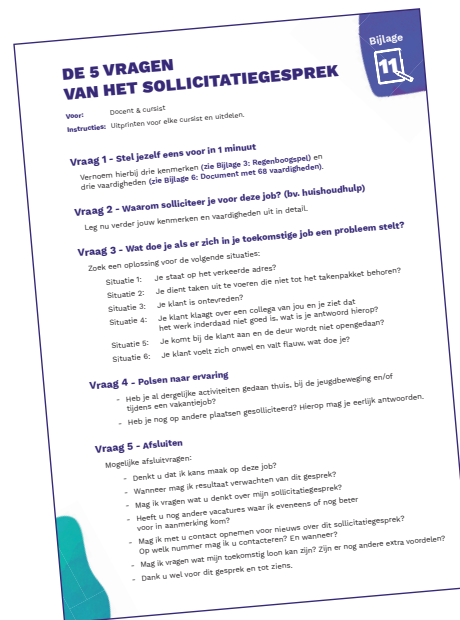 Bijlage
11
DE 5 VRAGEN
VAN HET SOLLICITATIEGESPREK
Voor: Docent & cursist
Instructies: Uitprinten voor elke cursist en uitdelen.
Vraag 1 - Stel jezelf eens voor in 1 minuut
Vernoem hierbij drie kenmerken (zie Bijlage 3: Regenboogspel) en
drie vaardigheden (zie Bijlage 6: Document met 68 vaardigheden).
Vraag 2 - Waarom solliciteer je voor deze job? (bv. huishoudhulp)
Leg nu verder jouw kenmerken en vaardigheden uit in detail.
Vraag 3 - Wat doe je als er zich in je toekomstige job een probleem stelt?
Zoek een oplossing voor de volgende situaties:
Situatie 1: Je staat op het verkeerde adres?
Situatie 2: Je dient taken uit te voeren die niet tot het takenpakket behoren?
Situatie 3: Je klant is ontevreden?
Situatie 4: Je klant klaagt over een collega van jou en je ziet dat
het werk inderdaad niet goed is, wat is je antwoord hierop?
Situatie 5: Je komt bij de klant aan en de deur wordt niet opengedaan?
Situatie 6: Je klant voelt zich onwel en valt flauw, wat doe je?
Vraag 4 - Polsen naar ervaring
- Heb je al dergelijke activiteiten gedaan thuis, bij de jeugdbeweging en/of
tijdens een vakantiejob?
- Heb je nog op andere plaatsen gesolliciteerd? Hierop mag je eerlijk antwoorden.
Vraag 5 - Afsluiten
Mogelijke afsluitvragen:
- Denkt u dat ik kans maak op deze job?
- Wanneer mag ik resultaat verwachten van dit gesprek?
- Mag ik vragen wat u denkt over mijn sollicitatiegesprek?
- Heeft u nog andere vacatures waar ik eveneens of nog beter
voor in aanmerking kom?
- Mag ik met u contact opnemen voor nieuws over dit sollicitatiegesprek?
Op welk nummer mag ik u contacteren? En wanneer?
- Mag ik vragen wat mijn toekomstig loon kan zijn? Zijn er nog andere extra voordelen?
- Dank u wel voor dit gesprek en tot ziens.